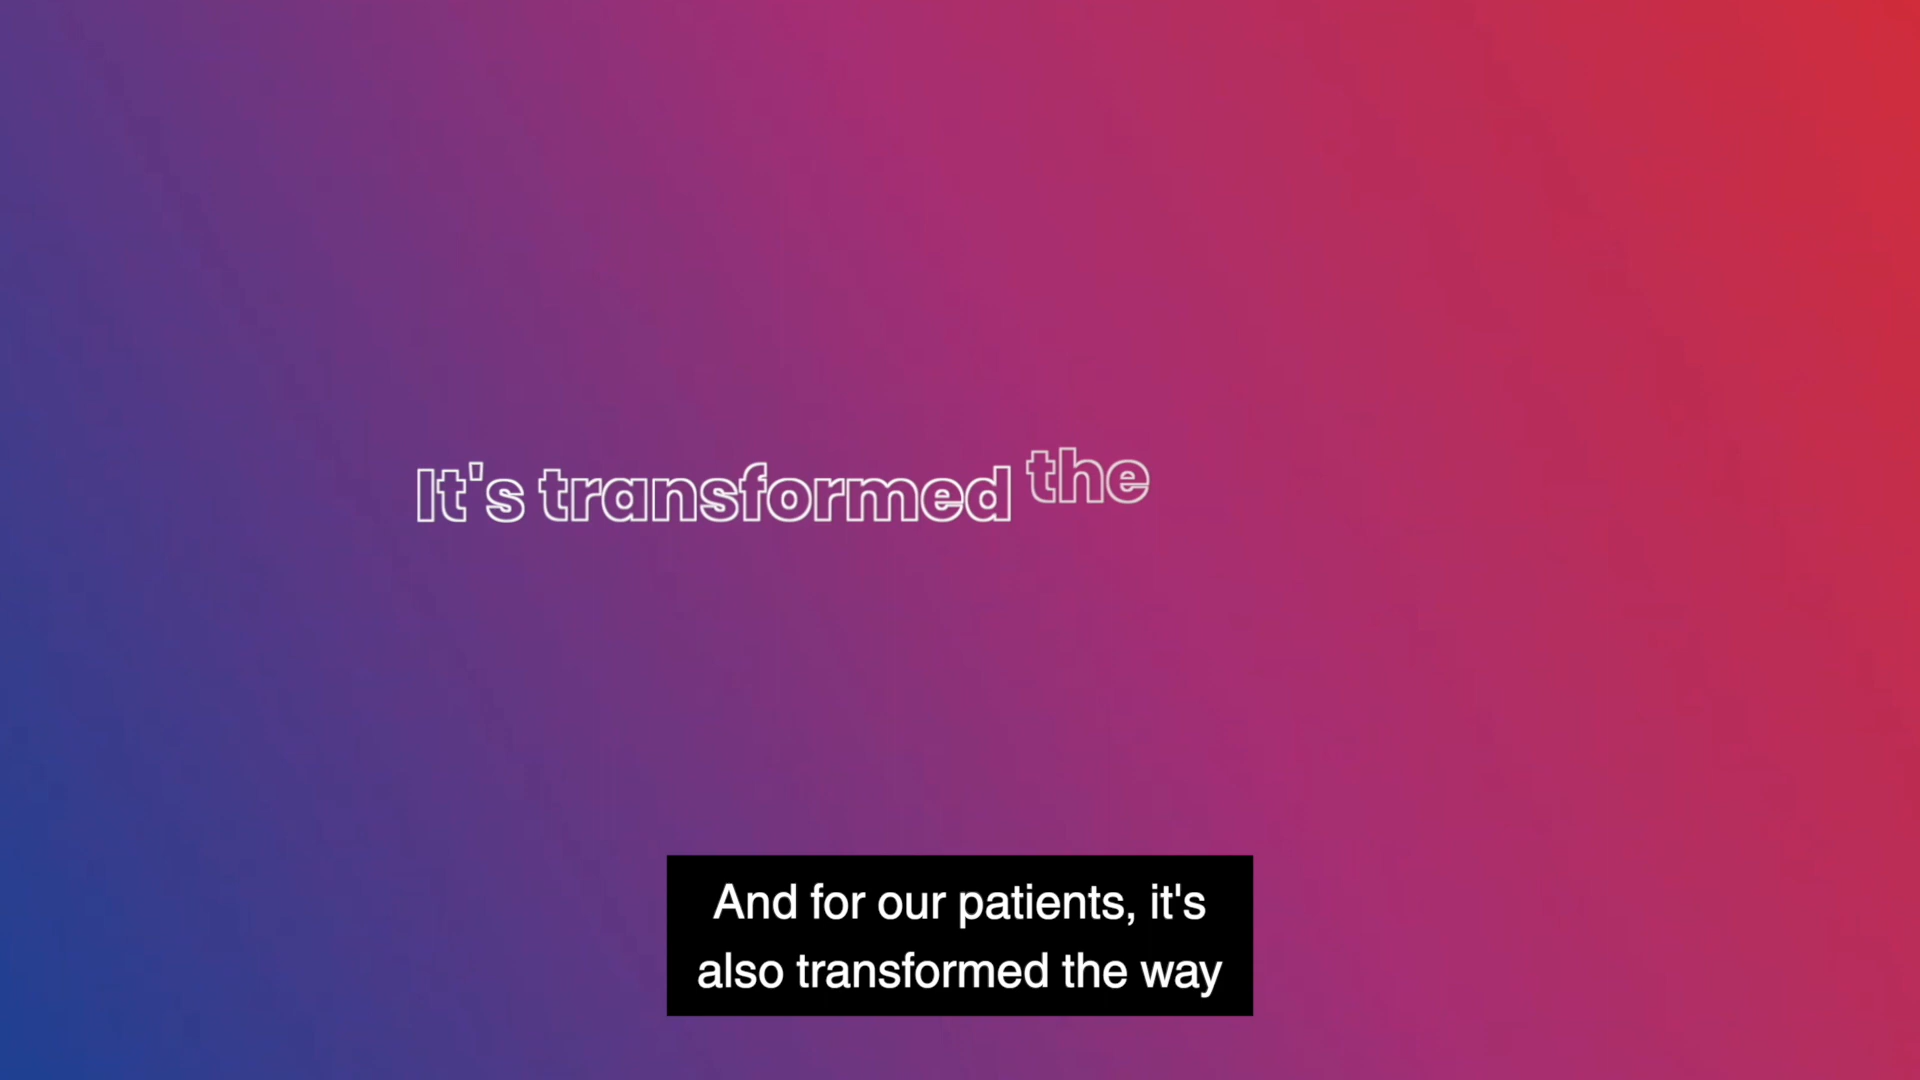 It's transformed the
And for our patients, it's
also transformed the way